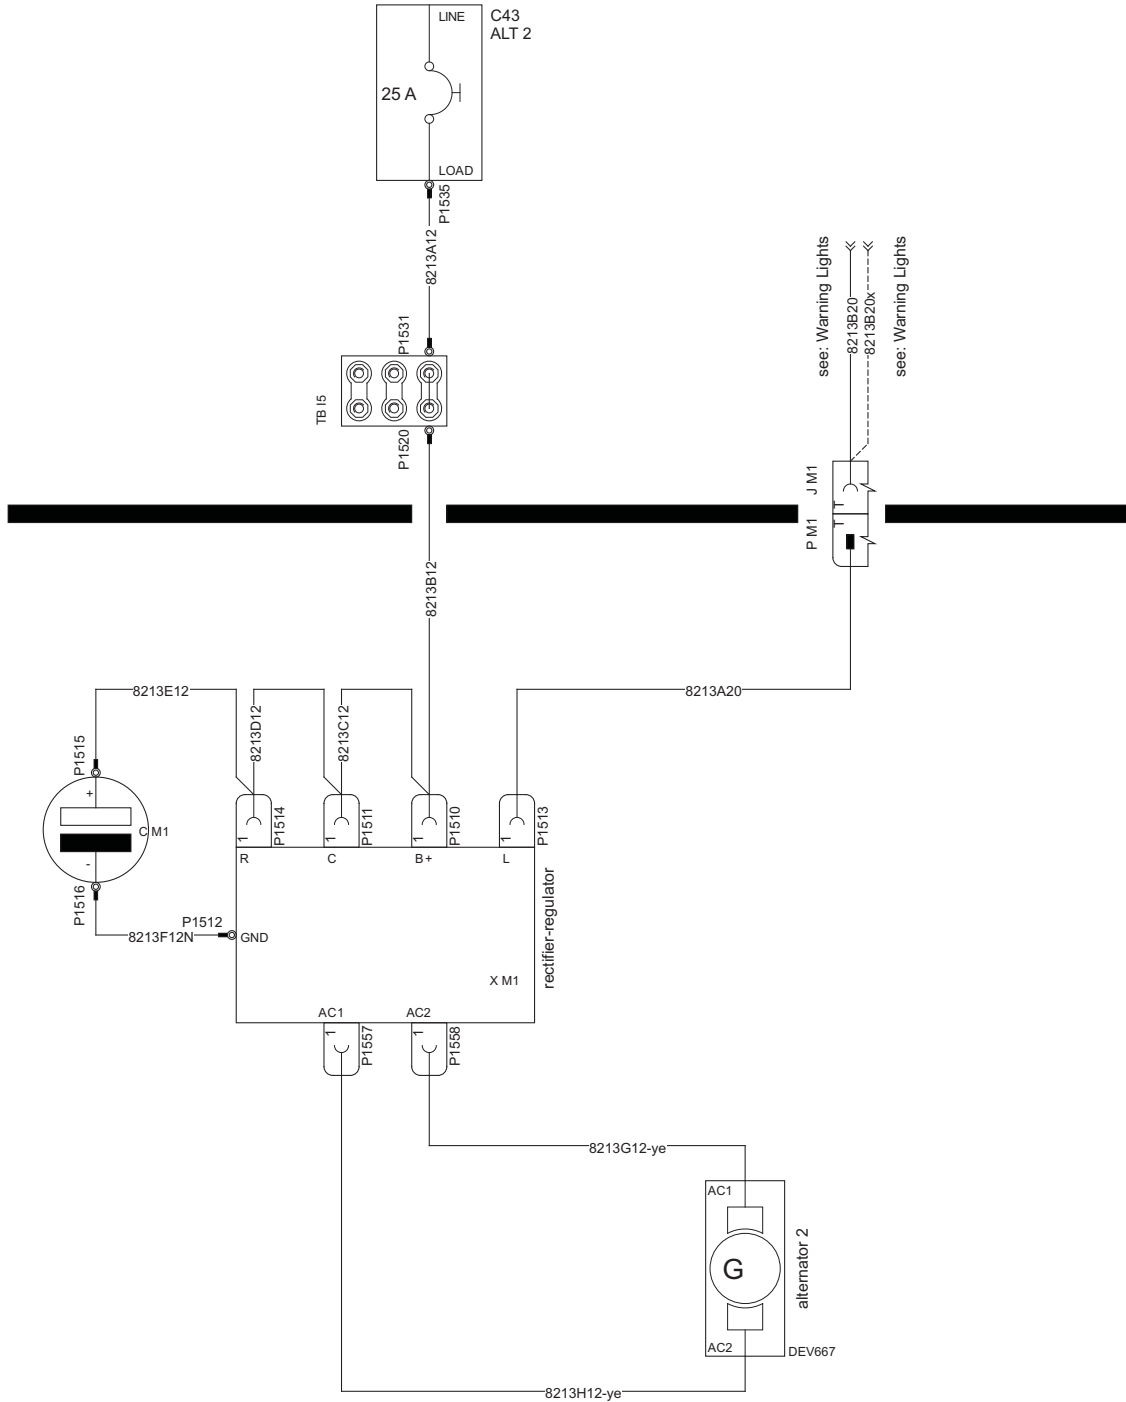 LINE
C43
ALT 2
25 A
LOAD
P1535
8213A12
P1531
TB I5
P1520
see: Warning Lights
8213B20
8213B20x
see: Warning Lights
J M1
T
P M1
T
8213B12
8213E12
8213D12
8213C12
8213A20
P1515
+
C M1
-
P1516
8213F12N
P1512
1
P1514
1
P1511
1
P1510
1
P1513
R
C
B+
L
GND
X M1
rectifier-regulator
AC1
AC2
1
P1557
1
P1558
8213G12-ye
AC1
G
alternator 2
AC2
DEV667
8213H12-ye